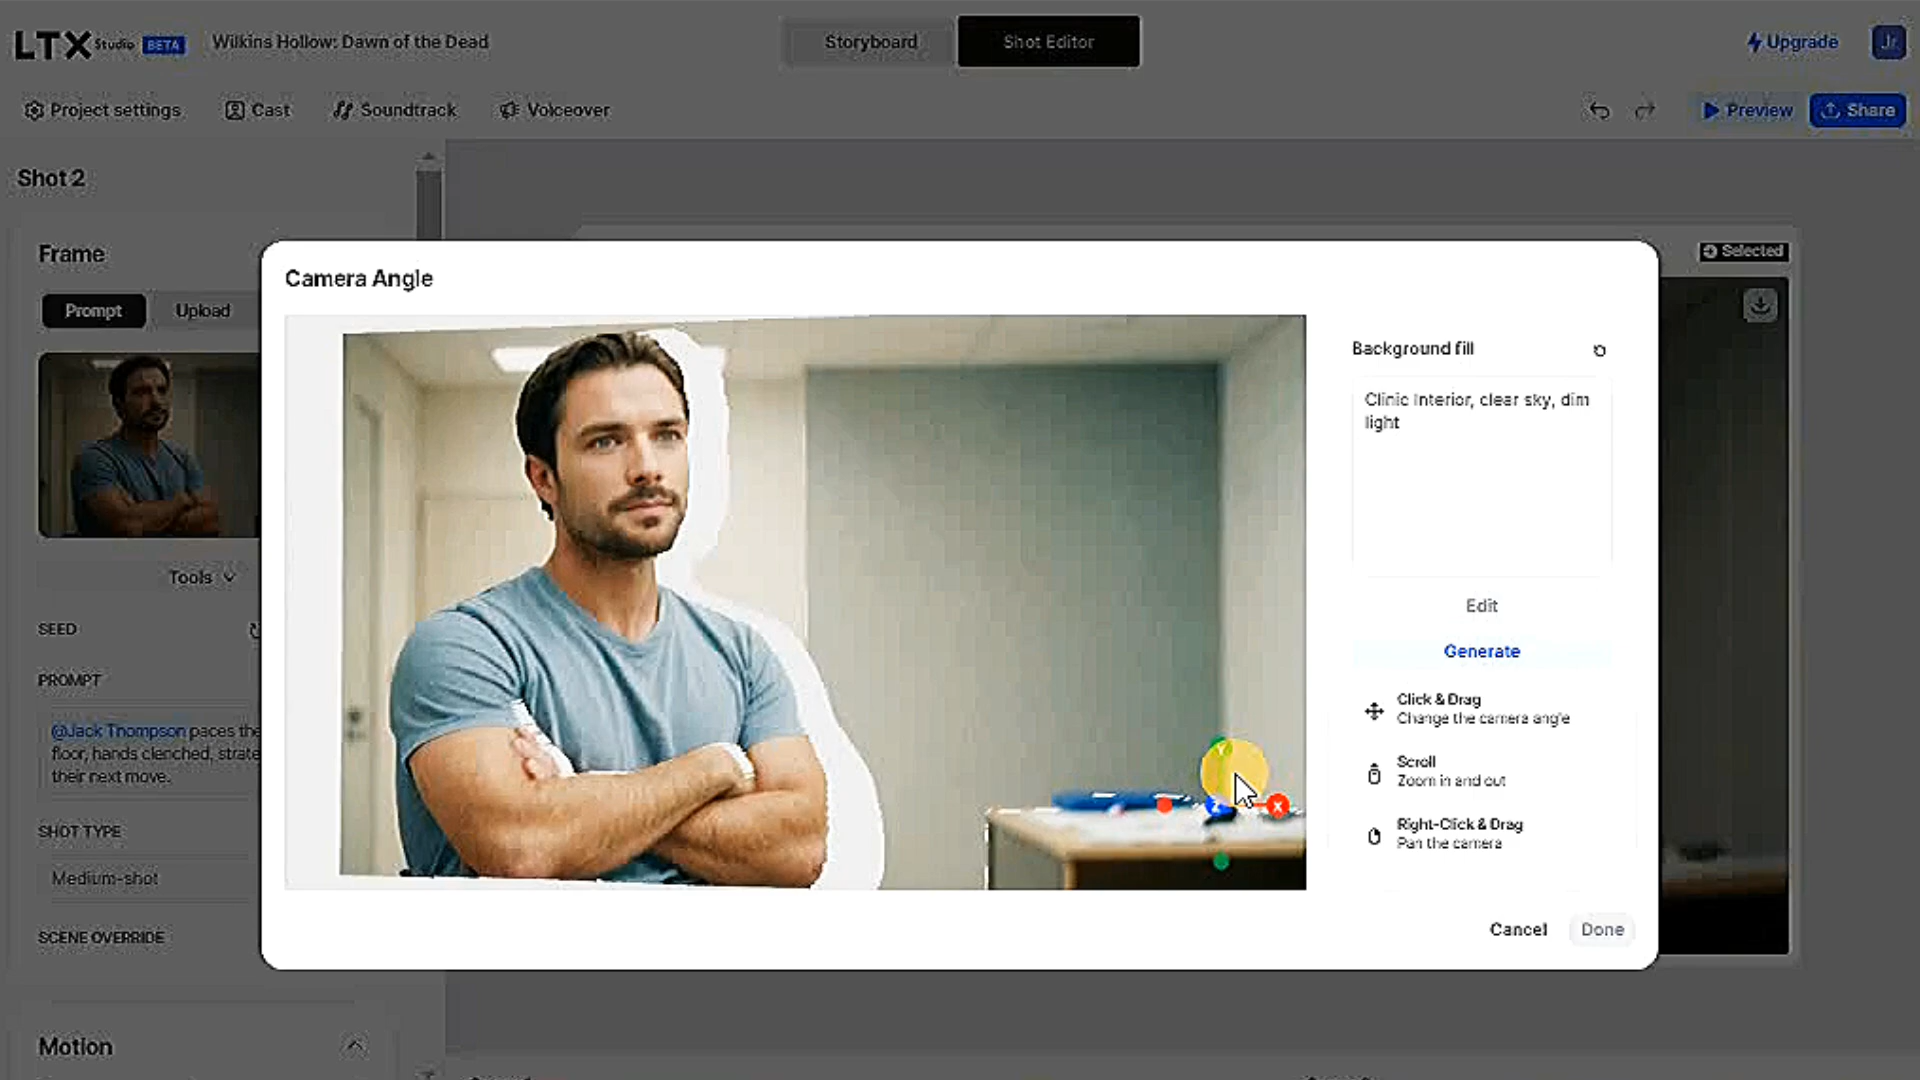 LTX Studio BETA
Wilkins Hollow: Dawn of the Dead
Storyboard
Shot Editor
Upgrade
Jr
Project settings
Cast
Soundtrack
Voiceover
Preview
Share
Shot 2
Frame
Selected
Prompt
Upload
Tools
SEED
PROMPT
@Jack Thompson paces the
floor, hands clenched, strate
their next move.
SHOT TYPE
Medium-shot
SCENE OVERRIDE
Motion
Camera Angle
Background fill
Clinic Interior, clear sky, dim
light
Edit
Generate
Click & Drag
Change the camera angle
Scroll
Zoom in and out
Right-Click & Drag
Pan the camera
Y
Z
X
Cancel
Done